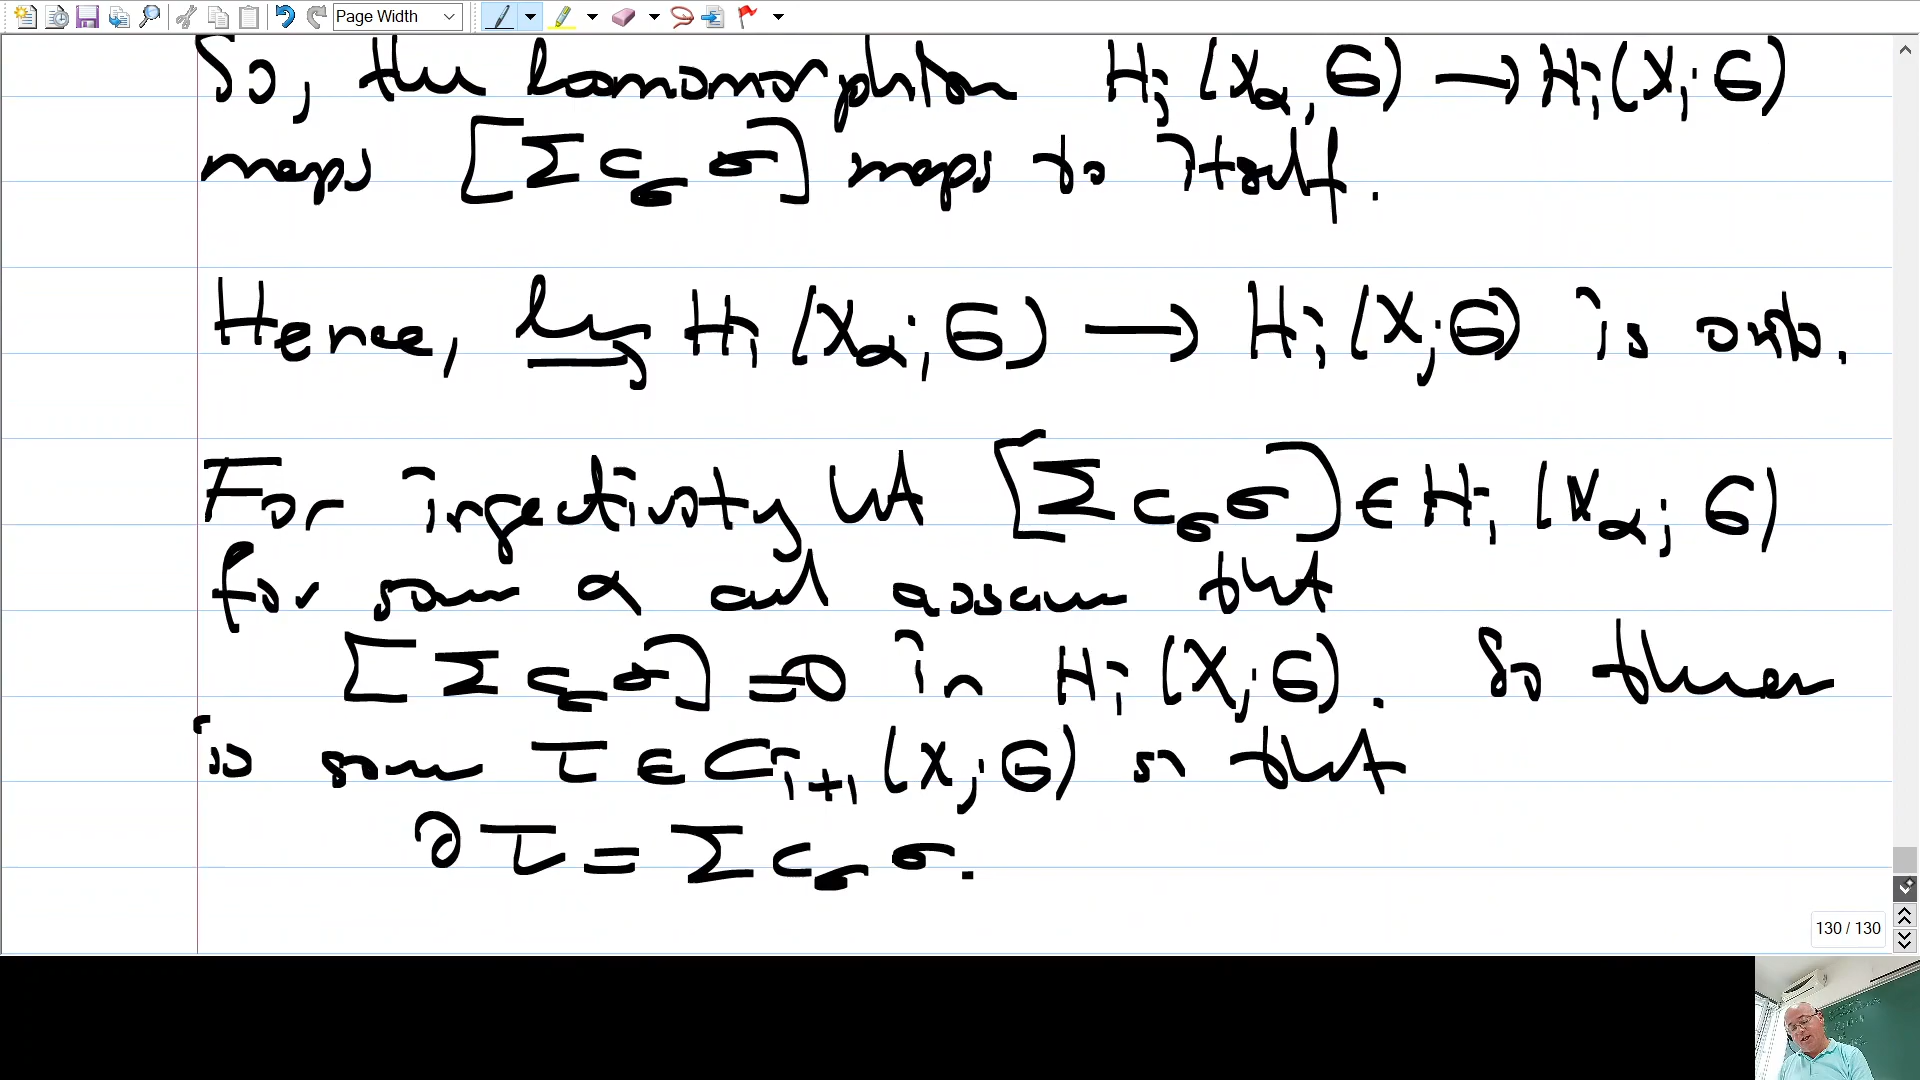 Page Width
So, the homomorphism Hi (Xα, G) → Hi (X; G)
maps [Σ cσ σ] maps to itself.
Hence, lim Hi (Xα; G) → Hi (X; G) is onto.
For injectivity let [Σ cσ σ] ∈ Hi (Xα; G)
for some α and assume that
[Σ cσ σ] = 0 in Hi (X; G). So there
is some τ ∈ Ci+1 (X; G) so that
∂τ = Σ cσ σ.
130 / 130